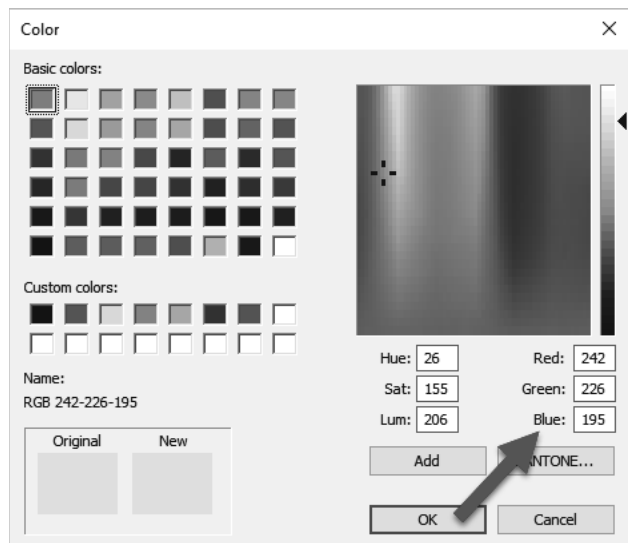 Color
Basic colors:
Custom colors:
Name:
RGB 242-226-195
Original New
Hue: 26 Red: 242
Sat: 155 Green: 226
Lum: 206 Blue: 195
Add ANTONE...
OK Cancel